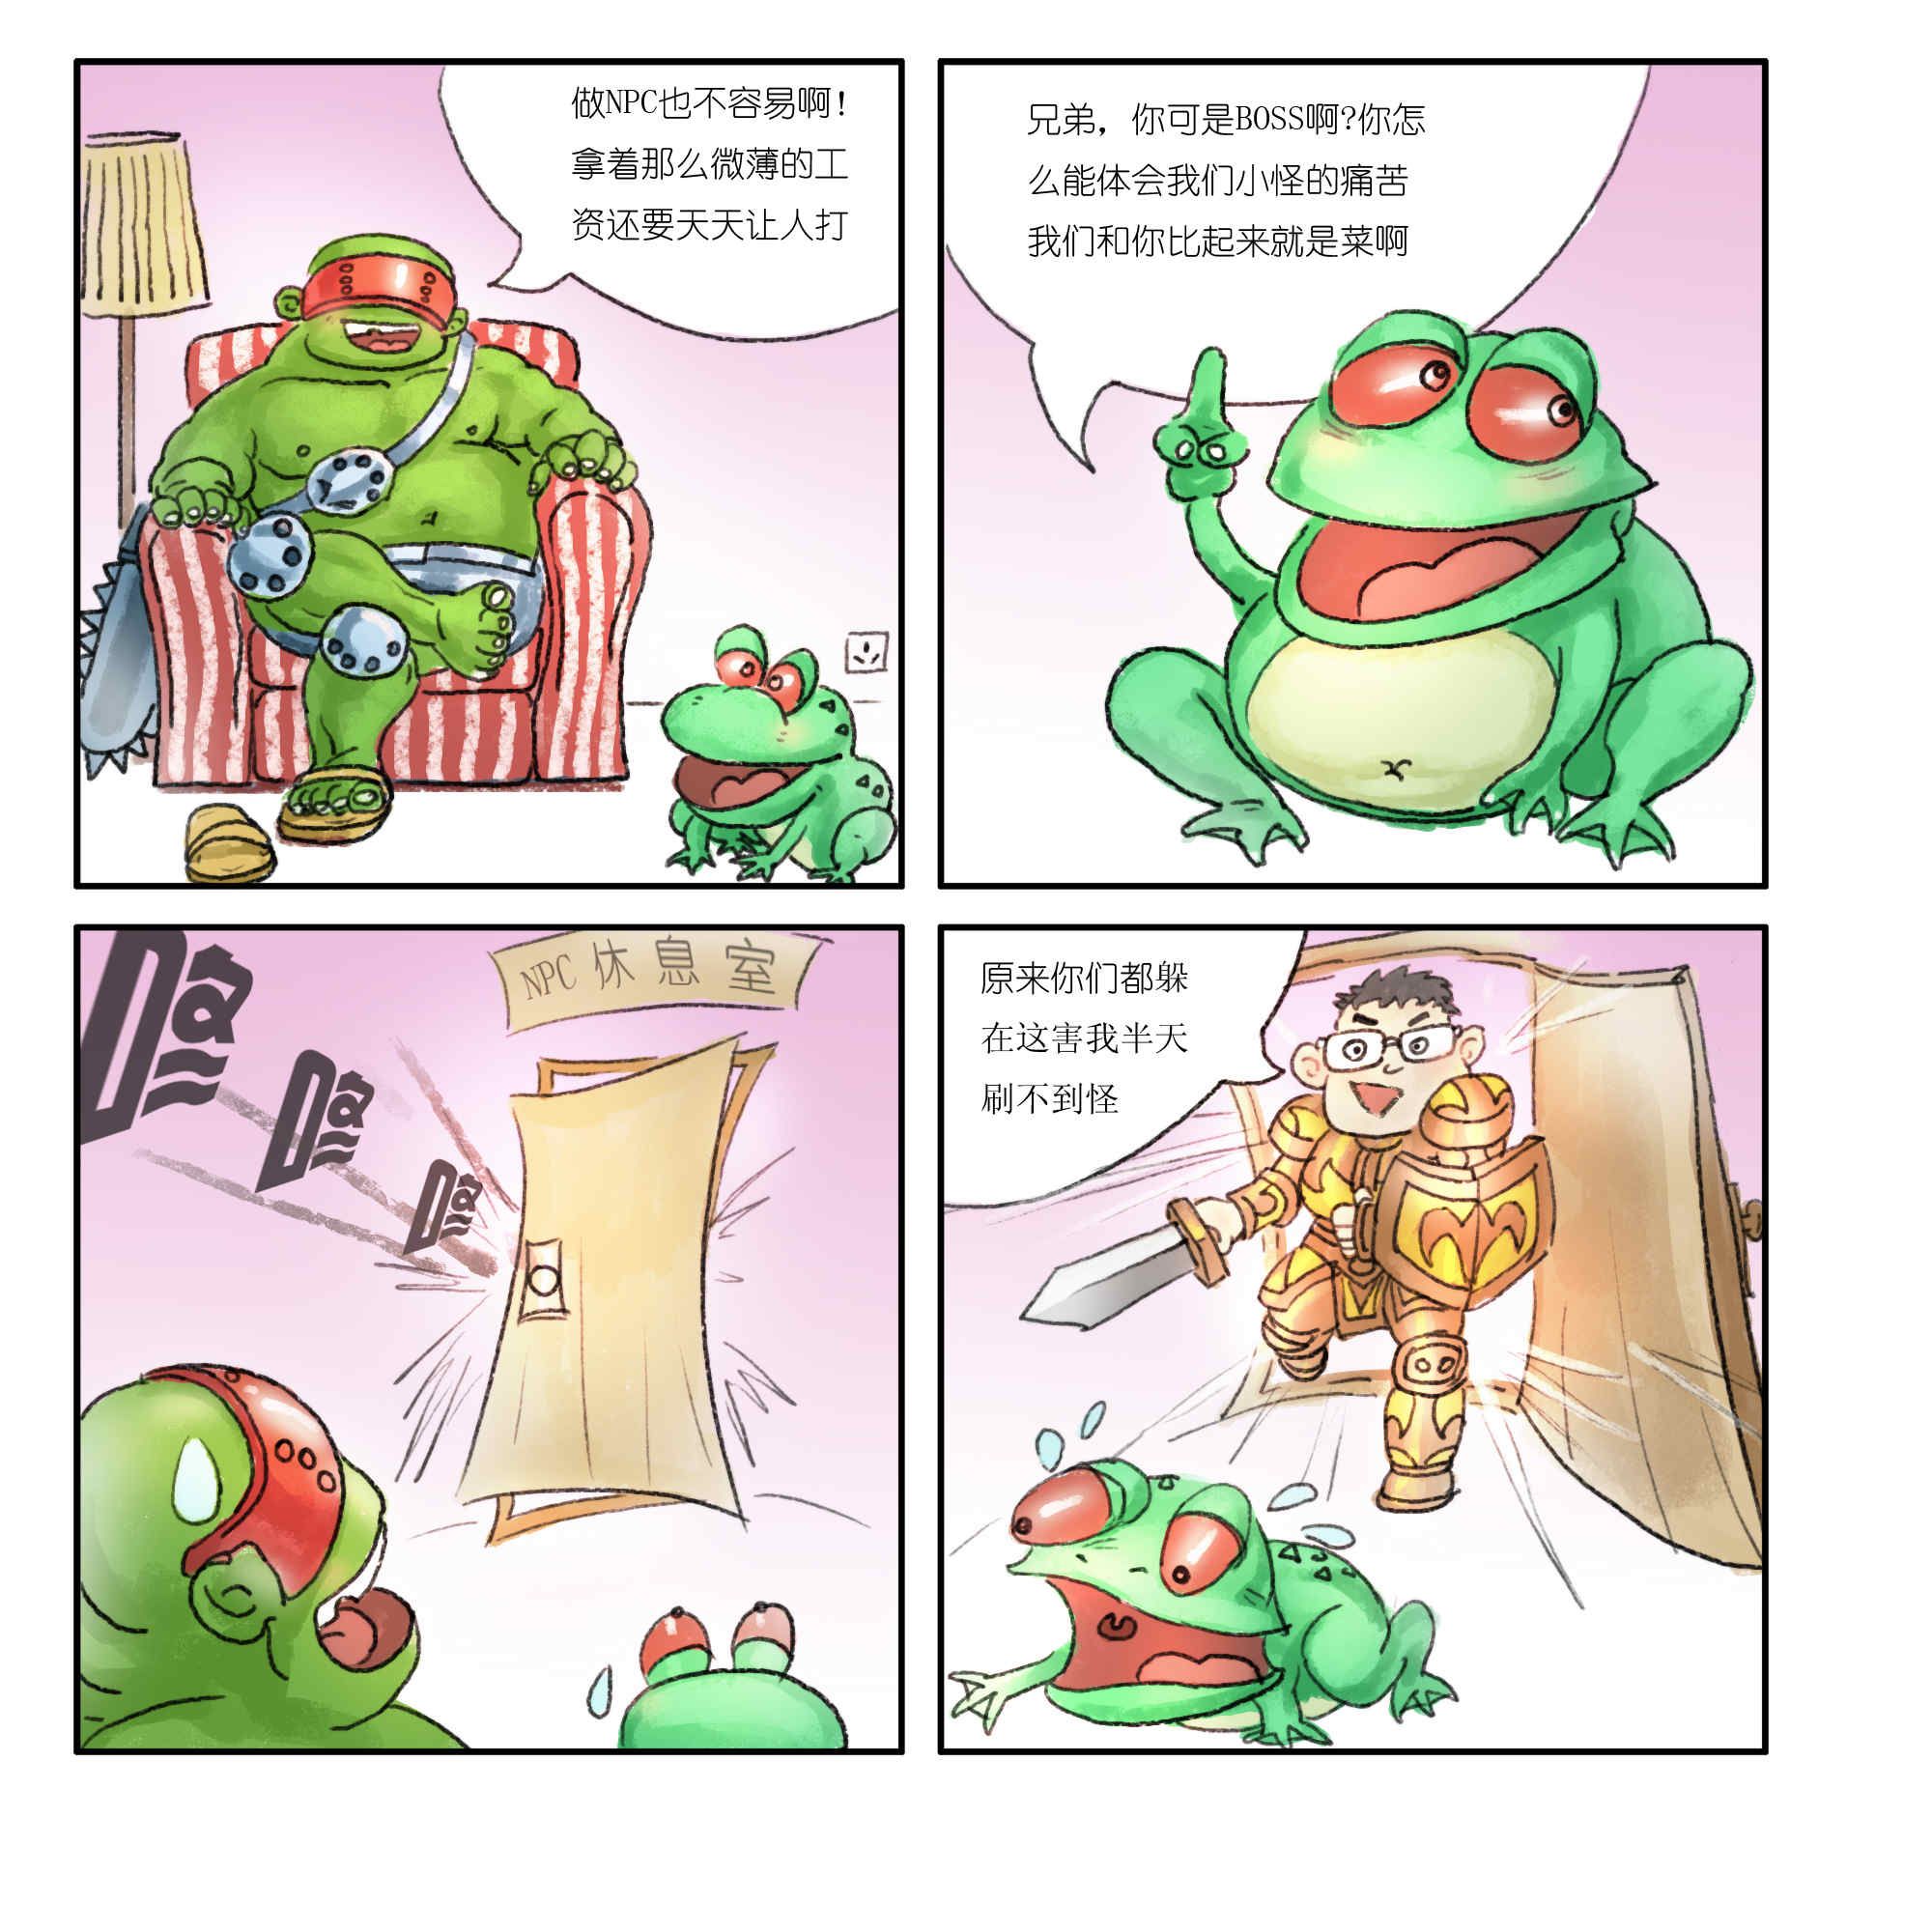 做NPC也不容易啊!
拿着那么微薄的工
资还要天天让人打
兄弟，你可是BOSS啊?你怎
么能体会我们小怪的痛苦
我们和你比起来就是菜啊
NPC 休息室
原来你们都躲
在这害我半天
刷不到怪